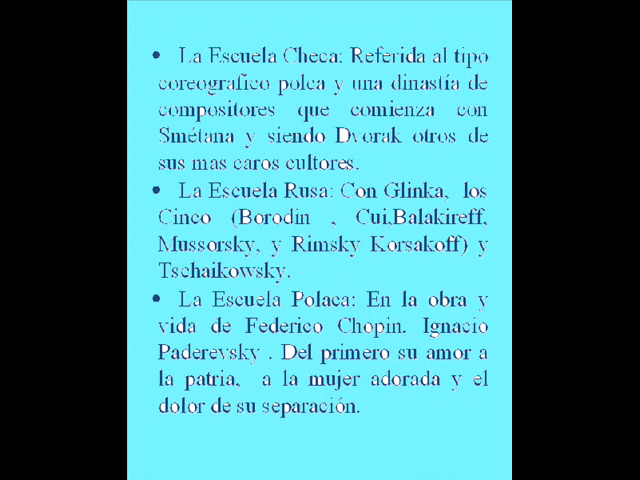 • La Escuela Checa: Referida al tipo
coreografico polca y una dinastía de
compositores que comienza con
Smétana y siendo Dvorak otros de
sus mas caros cultores.
• La Escuela Rusa: Con Glinka, los
Cinco (Borodin , Cui,Balakireff,
Mussorsky, y Rimsky Korsakoff) y
Tschaikowsky.
• La Escuela Polaca: En la obra y
vida de Federico Chopin. Ignacio
Paderevsky . Del primero su amor a
la patria, a la mujer adorada y el
dolor de su separación.